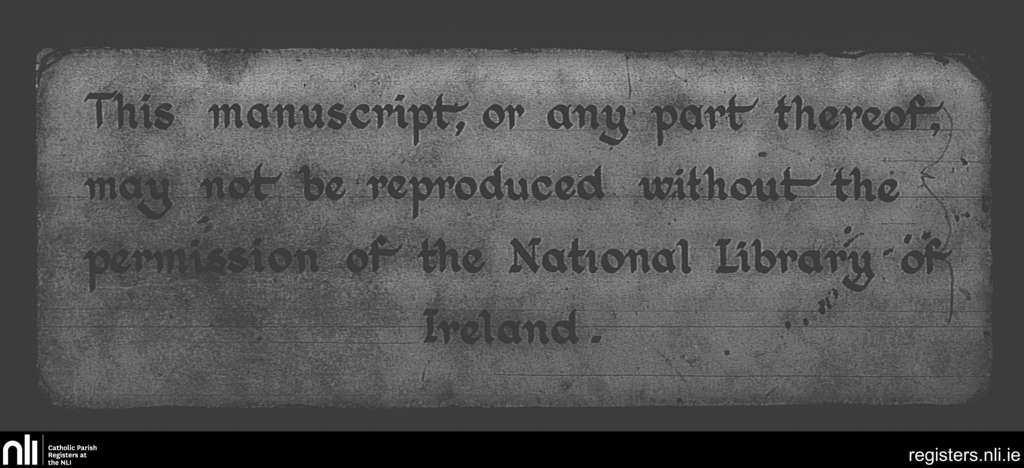 This manuscript, or any part thereof,
may not be reproduced without the
permission of the National Library of
Ireland.
nli
Catholic Parish
Registers at
the NLI
registers.nli.ie